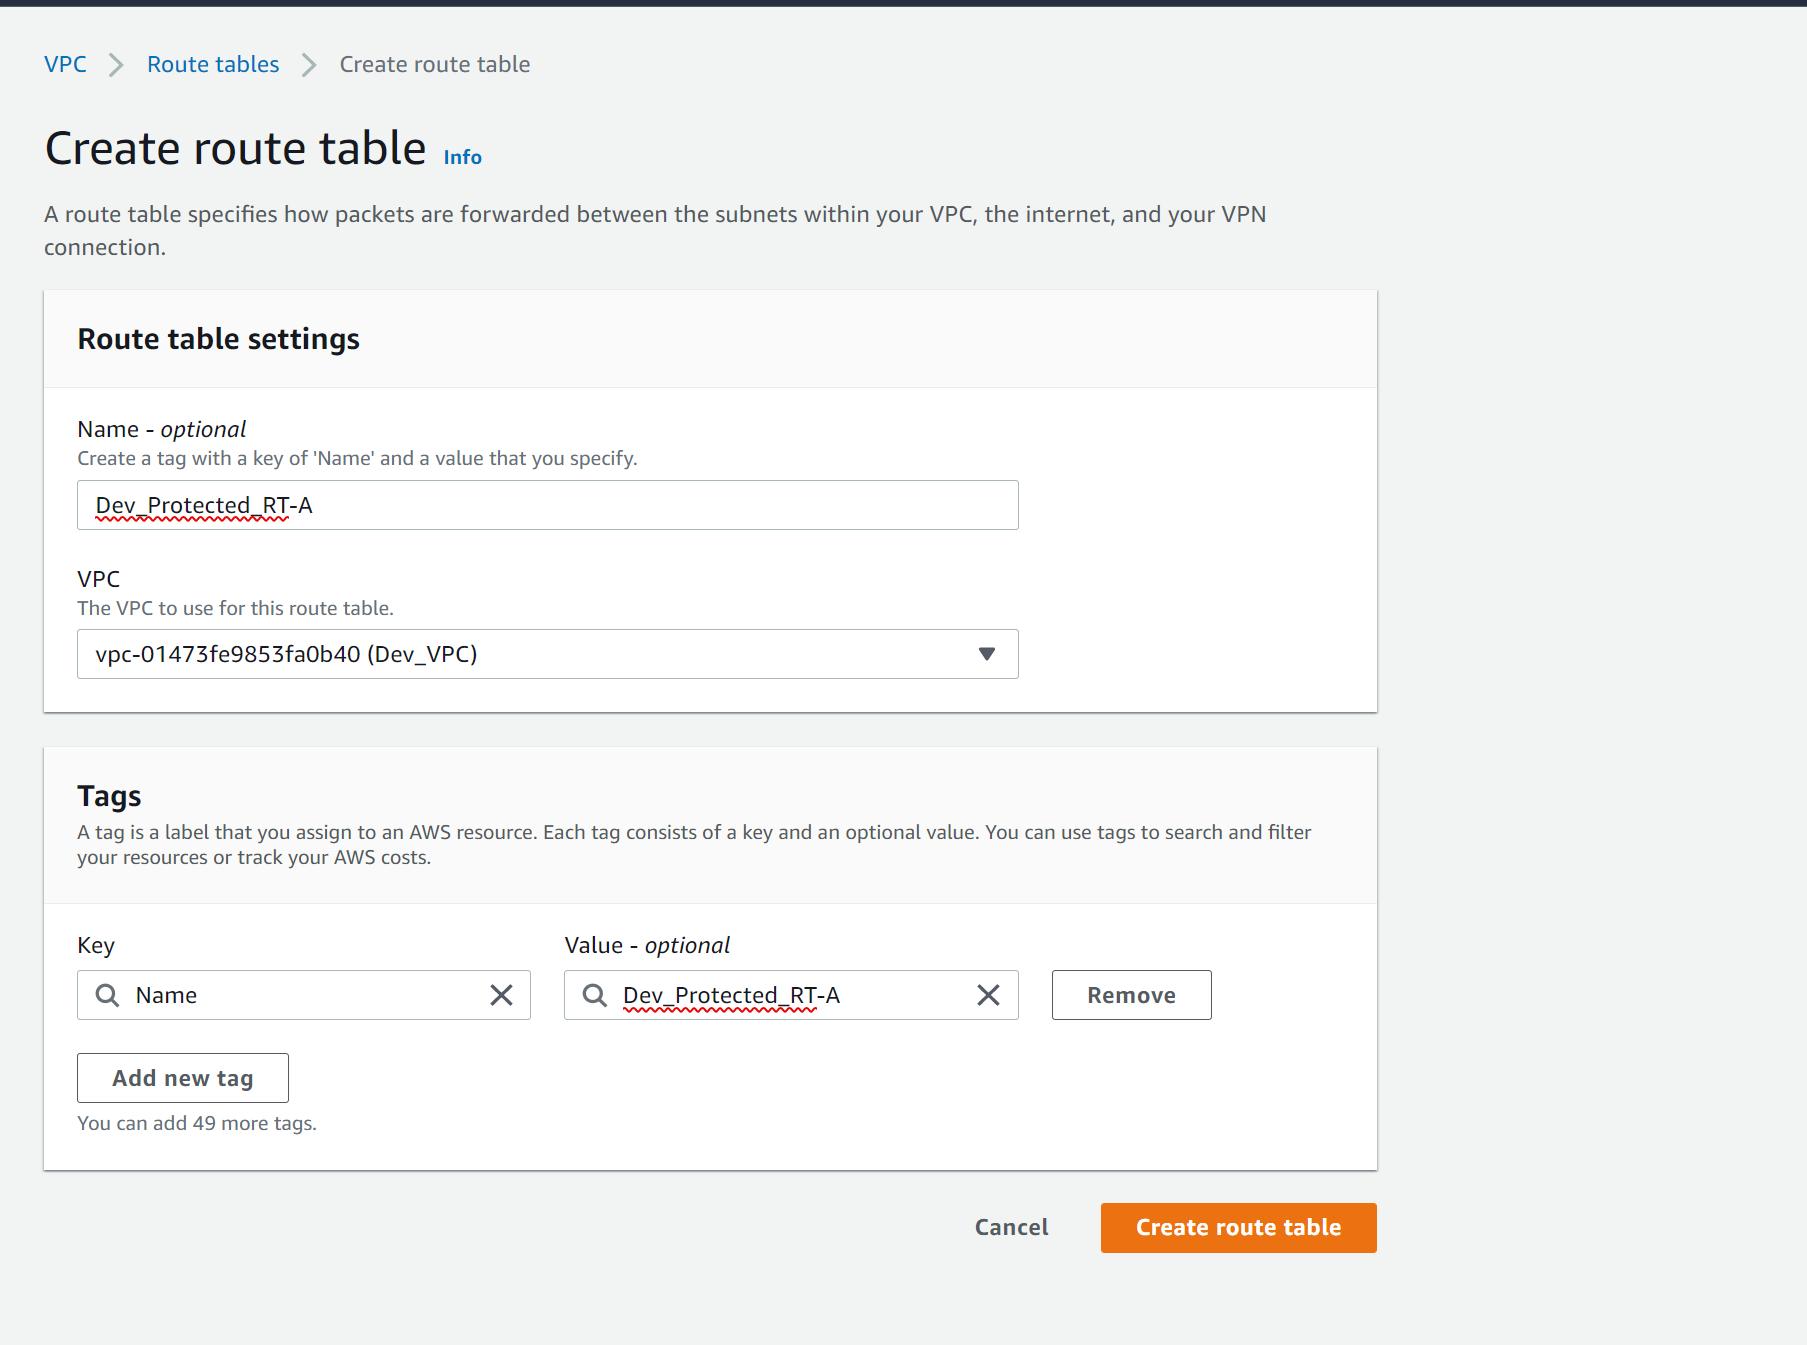 VPC > Route tables > Create route table
Create route table Info
A route table specifies how packets are forwarded between the subnets within your VPC, the internet, and your VPN
connection.
Route table settings
Name - optional
Create a tag with a key of 'Name' and a value that you specify.
Dev_Protected_RT-A
VPC
The VPC to use for this route table.
vpc-01473fe9853fa0b40 (Dev_VPC)
Tags
A tag is a label that you assign to an AWS resource. Each tag consists of a key and an optional value. You can use tags to search and filter
your resources or track your AWS costs.
Key Value - optional
Name Dev_Protected_RT-A Remove
Add new tag
You can add 49 more tags.
Cancel Create route table